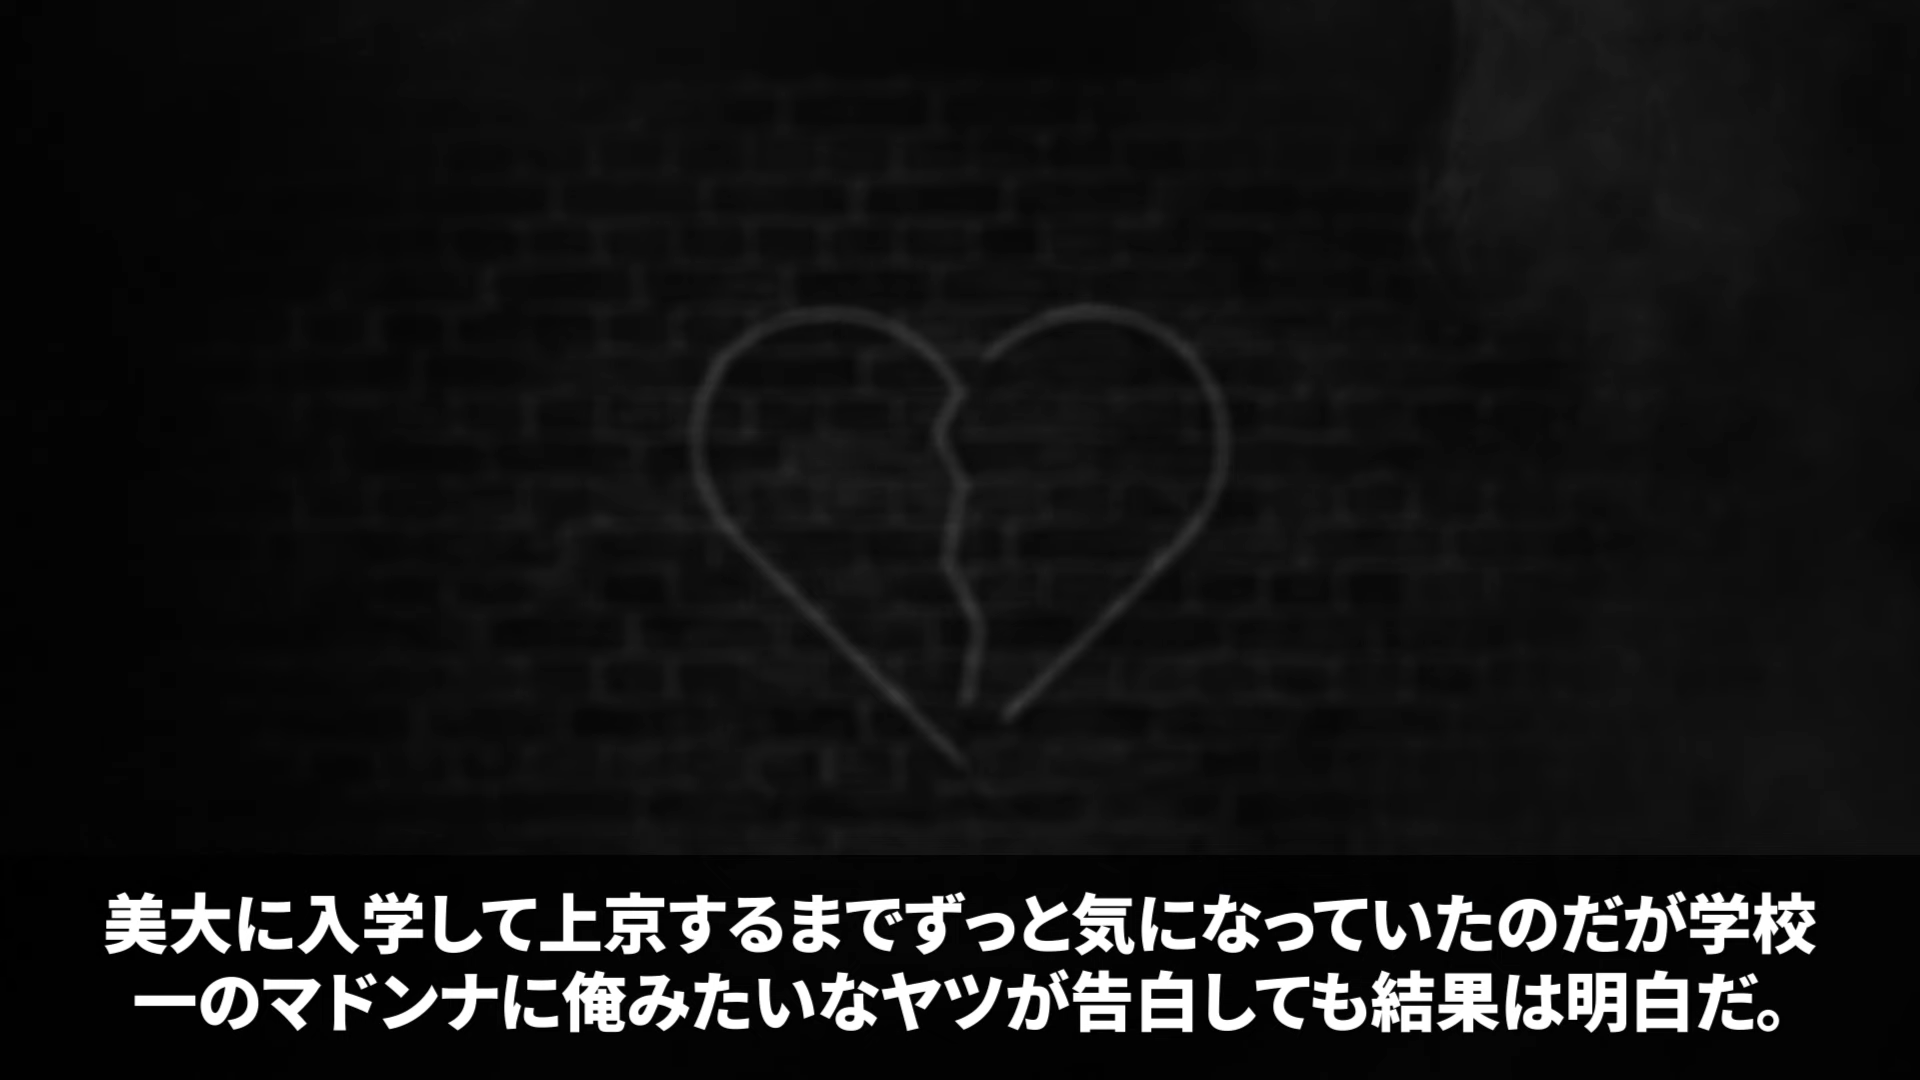 美大に入学して上京するまでずっと気になっていたのだが学校
一のマドンナに俺みたいなヤツが告白しても結果は明白だ。